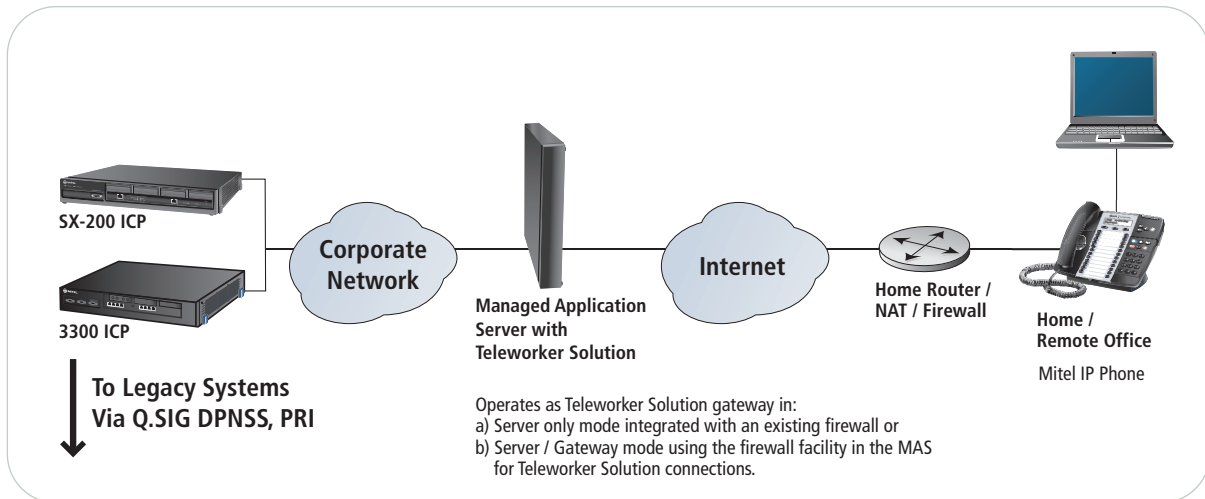 SX-200 ICP
3300 ICP
To Legacy Systems
Via Q.SIG DPNSS, PRI
Corporate
Network
Managed Application
Server with
Teleworker Solution
Operates as Teleworker Solution gateway in:
a) Server only mode integrated with an existing firewall or
b) Server / Gateway mode using the firewall facility in the MAS
for Teleworker Solution connections.
Internet
Home Router /
NAT / Firewall
Home /
Remote Office
Mitel IP Phone